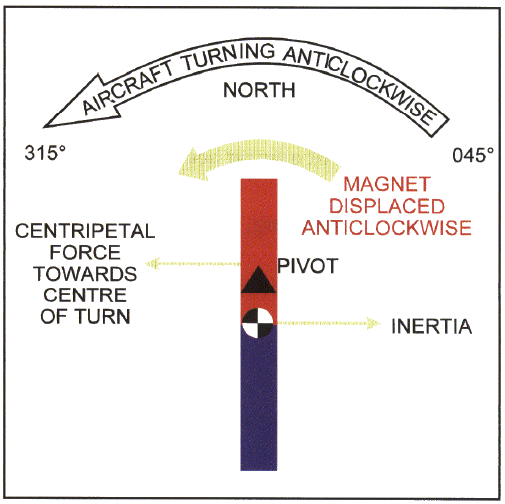 AIRCRAFT TURNING ANTICLOCKWISE
NORTH
315°
045°
MAGNET
DISPLACED
ANTICLOCKWISE
CENTRIPETAL
FORCE
TOWARDS
CENTRE
OF TURN
PIVOT
INERTIA